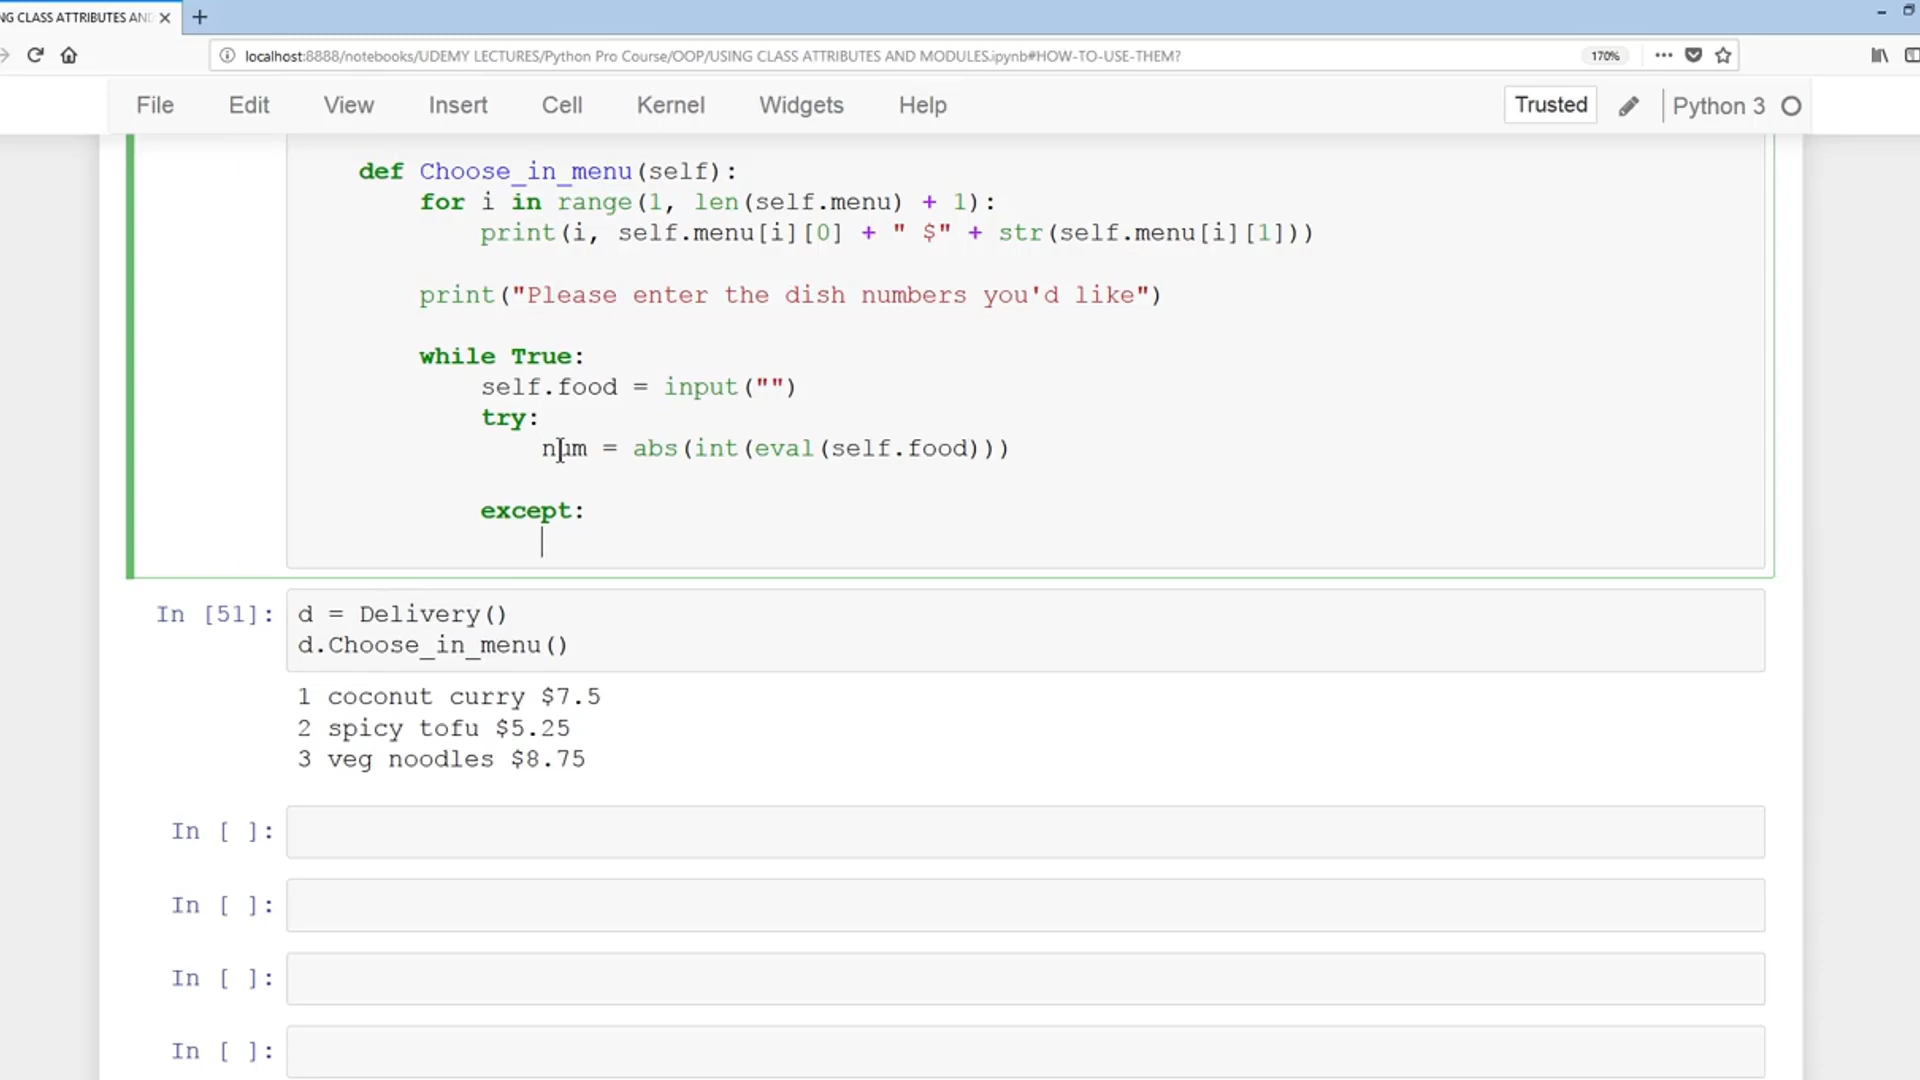 NG CLASS ATTRIBUTES AND
localhost:8888/notebooks/UDEMY LECTURES/Python Pro Course/OOP/USING CLASS ATTRIBUTES AND MODULES.ipynb#HOW-TO-USE-THEM?
170%
File Edit View Insert Cell Kernel Widgets Help Trusted Python 3
def Choose_in_menu(self):
for i in range(1, len(self.menu) + 1):
print(i, self.menu[i][0] + " $" + str(self.menu[i][1]))
print("Please enter the dish numbers you'd like")
while True:
self.food = input("")
try:
num = abs(int(eval(self.food)))
except:
In [51]: d = Delivery()
d.Choose_in_menu()
1 coconut curry $7.5
2 spicy tofu $5.25
3 veg noodles $8.75
In [ ]:
In [ ]:
In [ ]:
In [ ]: